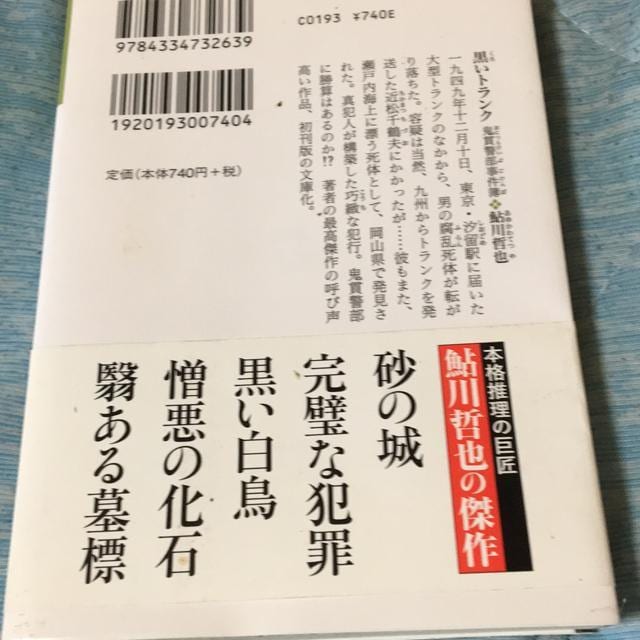 9784334732639
C0193 ¥740E
1920193007404
定価(本体740円+税)
黒いトランク 鬼貫警部事件簿❖鮎川哲也
一九四九年十二月十日、東京・汐留駅に届いた
大型トランクのなかから、男の腐乱死体が転が
り落ちた。容疑は当然、九州からトランクを発
送した近松千鶴夫にかかったが……彼もまた、
瀬戸内海上に漂う死体として、岡山県で発見さ
れた。真犯人が構築した巧緻な犯行。鬼貫警部
に勝算はあるのか!? 著者の最高傑作の呼び声
高い作品、初刊版の文庫化。
本格推理の巨匠
鮎川哲也の傑作
砂の城
完璧な犯罪
黒い白鳥
憎悪の化石
翳ある墓標